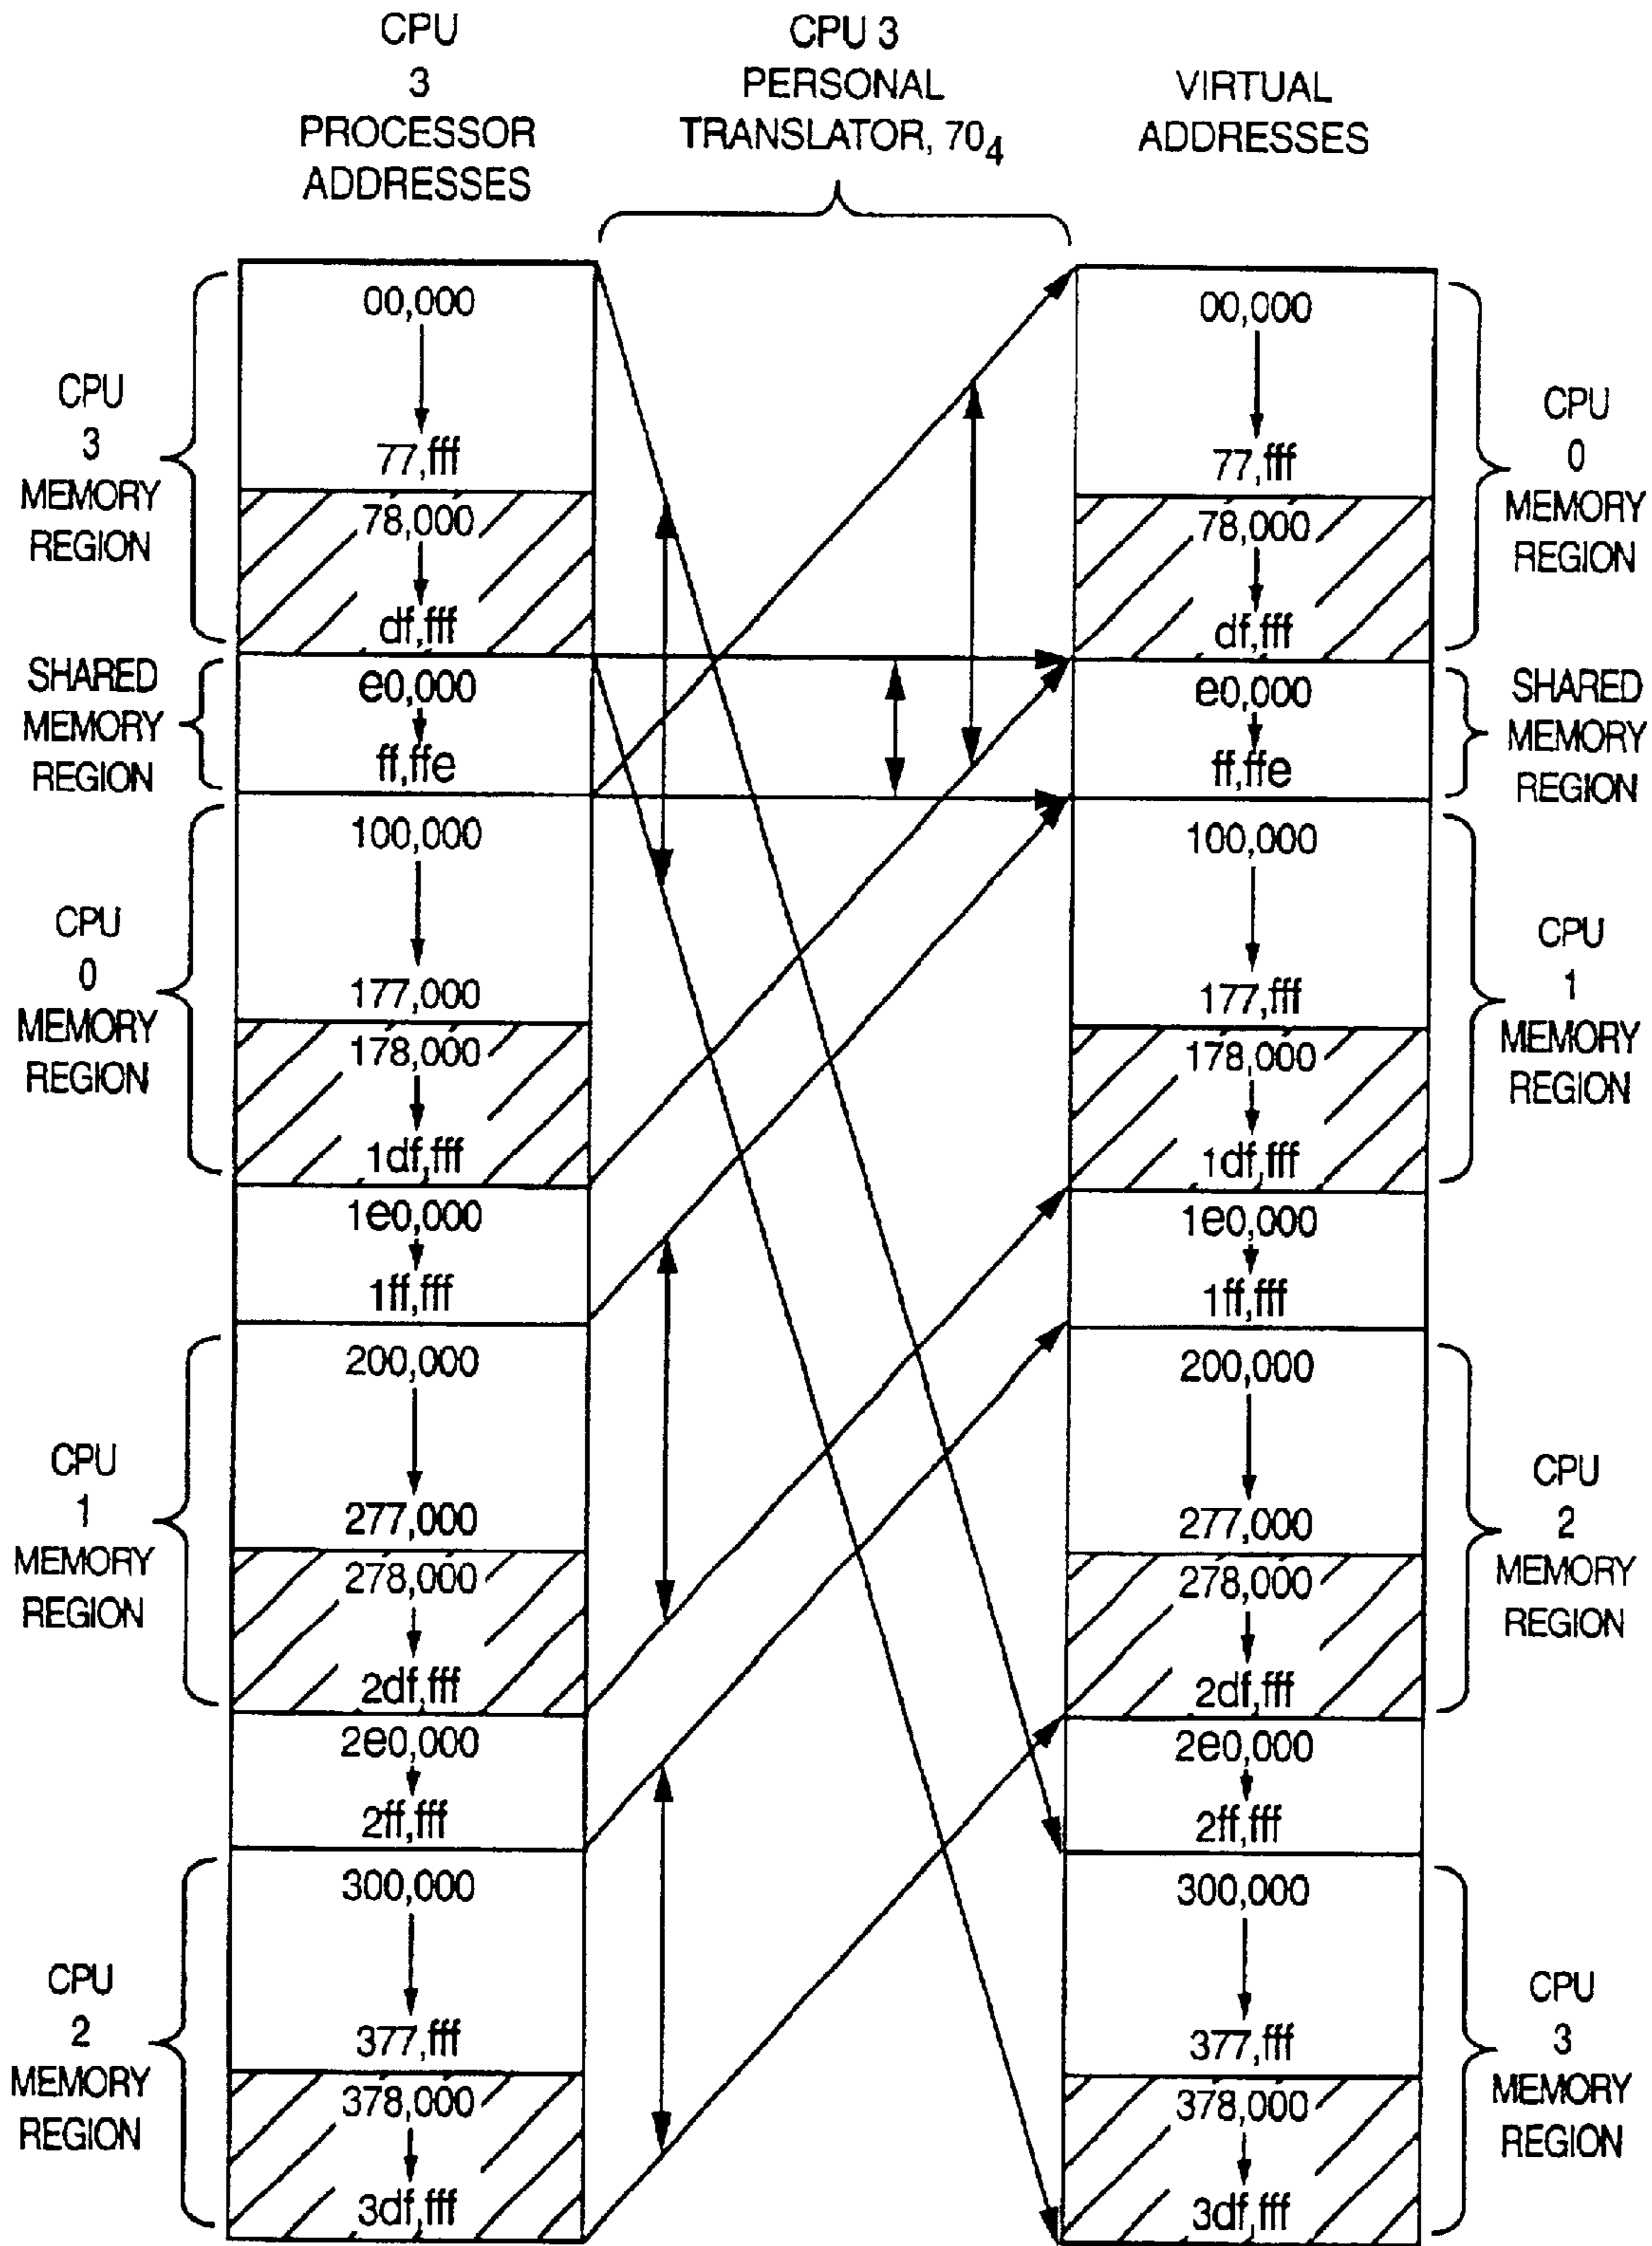 CPU
3
PROCESSOR
ADDRESSES
CPU 3
PERSONAL
TRANSLATOR, 70₄
VIRTUAL
ADDRESSES
CPU
3
MEMORY
REGION
SHARED
MEMORY
REGION
CPU
0
MEMORY
REGION
CPU
1
MEMORY
REGION
CPU
2
MEMORY
REGION
00,000
77,fff
78,000
df,fff
e0,000
ff,ffe
100,000
177,000
178,000
1df,fff
1e0,000
1ff,fff
200,000
277,000
278,000
2df,fff
2e0,000
2ff,fff
300,000
377,fff
378,000
3df,fff
00,000
77,fff
78,000
df,fff
e0,000
ff,ffe
100,000
177,fff
178,000
1df,fff
1e0,000
1ff,fff
200,000
277,000
278,000
2df,fff
2e0,000
2ff,fff
300,000
377,fff
378,000
3df,fff
CPU
0
MEMORY
REGION
SHARED
MEMORY
REGION
CPU
1
MEMORY
REGION
CPU
2
MEMORY
REGION
CPU
3
MEMORY
REGION